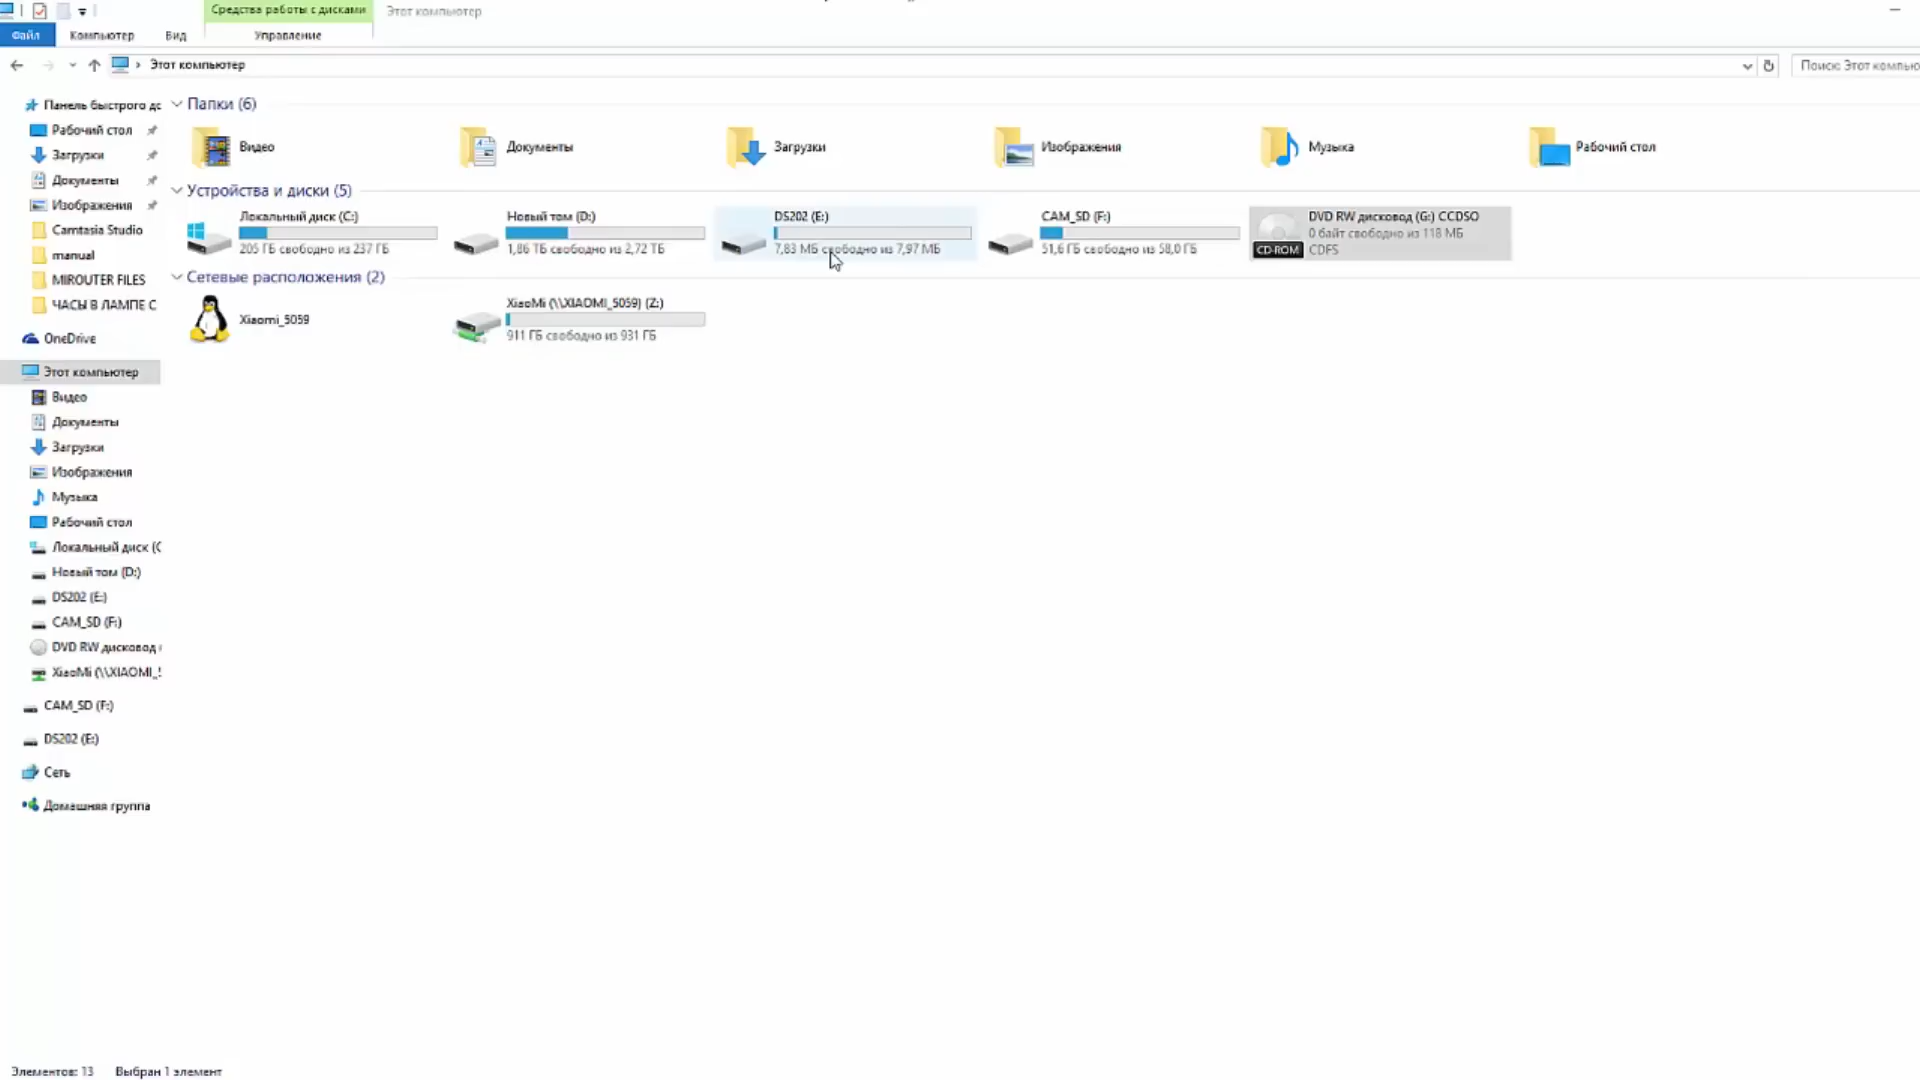 Средства работы с дисками
Этот компьютер
Файл
Компьютер
Вид
Управление
Этот компьютер
Поиск: Этот компью
Панель быстрого дс
Рабочий стол
Загрузки
Документы
Изображения
Camtasia Studio
manual
MIROUTER FILES
ЧАСЫ В ЛАМПЕ С
OneDrive
Этот компьютер
Видео
Документы
Загрузки
Изображения
Музыка
Рабочий стол
Локальный диск (С
Новый том (D:)
DS202 (E:)
CAM_SD (F:)
DVD RW дисковод (
XiaoMi (\\XIAOMI_5
CAM_SD (F:)
DS202 (E:)
Сеть
Домашняя группа
Папки (6)
Видео
Документы
Загрузки
Изображения
Музыка
Рабочий стол
Устройства и диски (5)
Локальный диск (C:)
205 ГБ свободно из 237 ГБ
Новый том (D:)
1,86 ТБ свободно из 2,72 ТБ
DS202 (E:)
7,83 МБ свободно из 7,97 МБ
CAM_SD (F:)
51,6 ГБ свободно из 58,0 ГБ
DVD RW дисковод (G:) CCDSO
0 байт свободно из 118 МБ
CDFS
CD-ROM
Сетевые расположения (2)
Xiaomi_5059
XiaoMi (\\XIAOMI_5059) (Z:)
911 ГБ свободно из 931 ГБ
Элементов: 13
Выбран 1 элемент